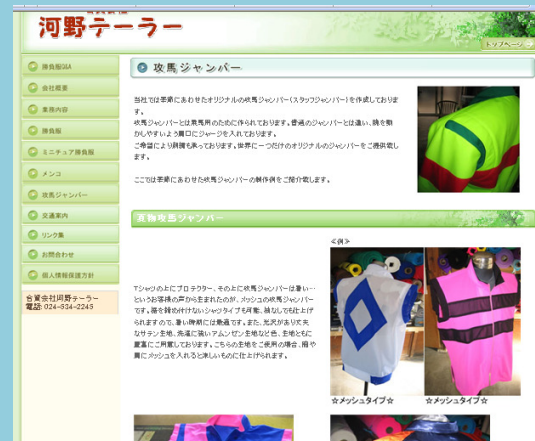 河野テーラー
トップページ
勝負服Q&A
会社概要
業務内容
勝負服
ミニチュア勝負服
メンコ
攻馬ジャンパー
交通案内
リンク集
お問合わせ
個人情報保護方針
合資会社河野テーラー
電話:024-534-2245
攻馬ジャンパー
当社では季節にあわせたオリジナルの攻馬ジャンパー(スタッフジャンパー)を作成しておりま
す。
攻馬ジャンパーとは乗馬用のために作られております。普通のジャンパーとは違い、腕を動
かしやすいよう肩口にジャージを入れております。
ご希望により刺繍も承っております。世界に一つだけのオリジナルのジャンパーをご提供致し
ます。
ここでは季節にあわせた攻馬ジャンパーの製作例をご紹介致します。
夏物攻馬ジャンパー
≪例≫
Tシャツの上にプロテクター、その上に攻馬ジャンパーは暑い…
というお客様の声から生まれたのが、メッシュの攻馬ジャンパー
です。裾を締め付けないシャツタイプも可能、袖なしでも仕上げ
られますので、暑い時期には最適です。また、光沢があり丈夫
なサテン生地、洗濯に強いアムンゼン生地など色、生地ともに
豊富にご用意しております。こちらの生地をご使用の場合、脇や
肩にメッシュを入れると涼しいものに仕上げられます。
☆メッシュタイプ☆
☆メッシュタイプ☆